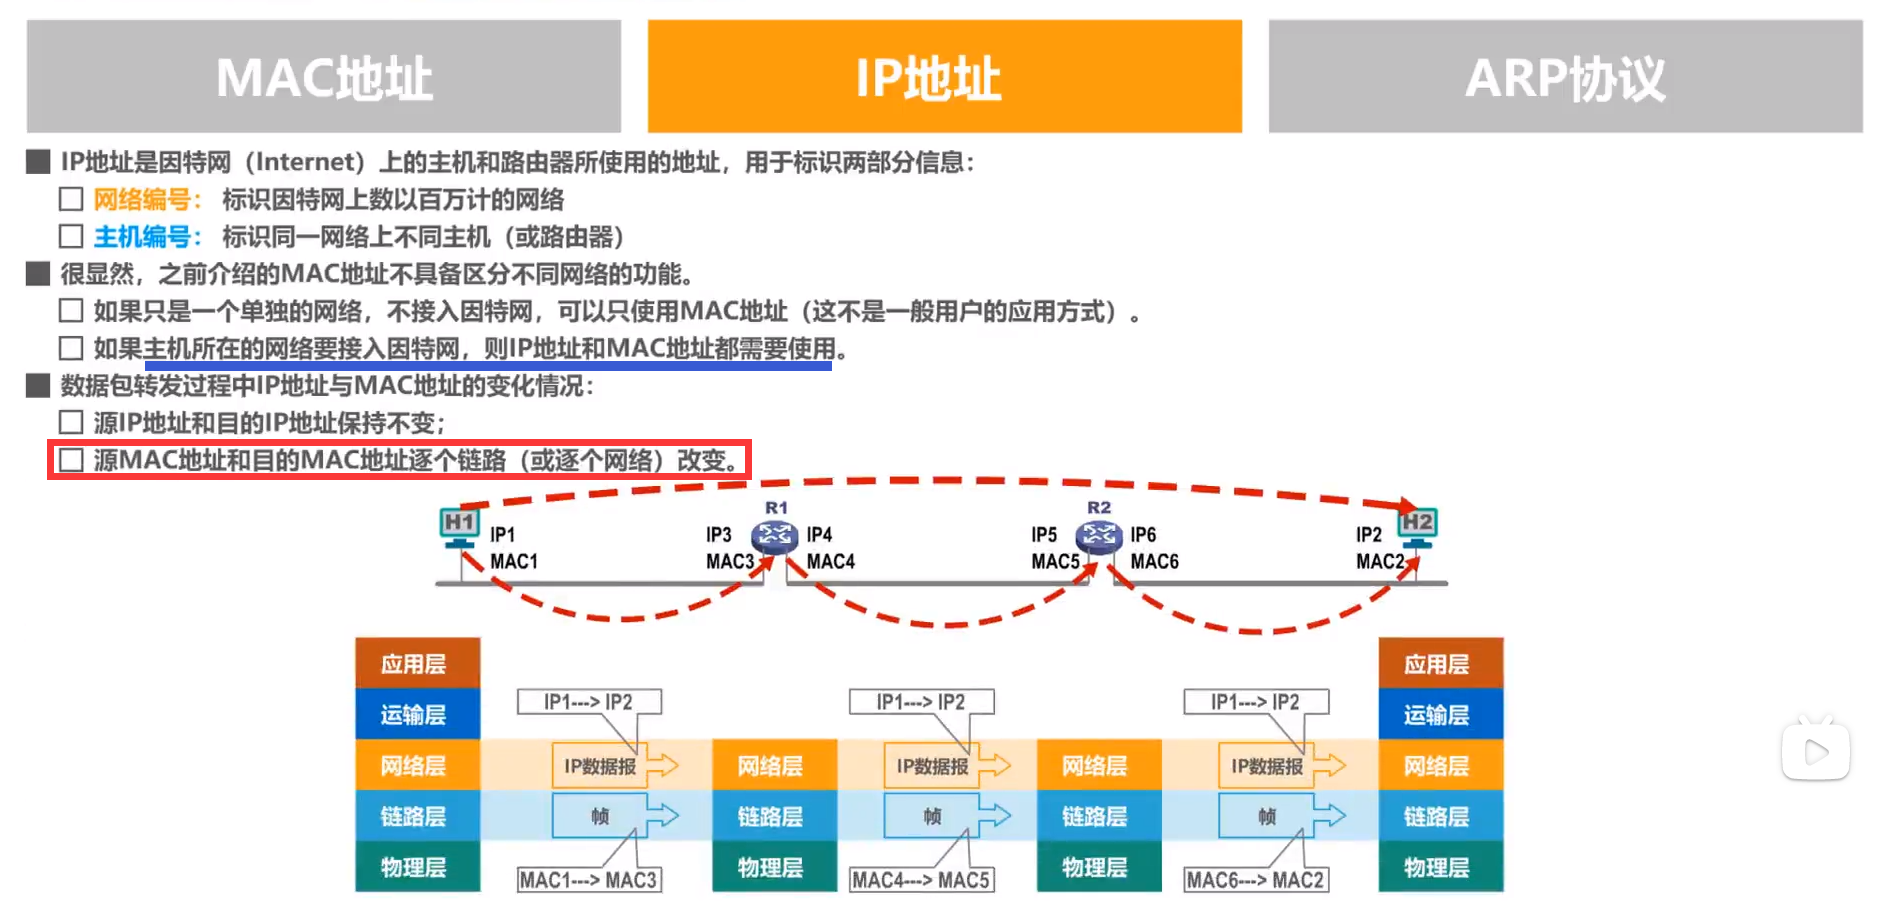 MAC地址 IP地址 ARP协议
IP地址是因特网（Internet）上的主机和路由器所使用的地址，用于标识两部分信息：
网络编号： 标识因特网上数以百万计的网络
主机编号： 标识同一网络上不同主机（或路由器）
很显然，之前介绍的MAC地址不具备区分不同网络的功能。
如果只是一个单独的网络，不接入因特网，可以只使用MAC地址（这不是一般用户的应用方式）。
如果主机所在的网络要接入因特网，则IP地址和MAC地址都需要使用。
数据包转发过程中IP地址与MAC地址的变化情况：
源IP地址和目的IP地址保持不变；
源MAC地址和目的MAC地址逐个链路（或逐个网络）改变。
R1 R2
H1 H2
IP1 IP3 IP4 IP5 IP6 IP2
MAC1 MAC3 MAC4 MAC5 MAC6 MAC2
应用层 应用层
运输层 IP1---> IP2 IP1---> IP2 IP1---> IP2 运输层
网络层 IP数据报 网络层 IP数据报 网络层 IP数据报 网络层
链路层 帧 链路层 帧 链路层 帧 链路层
物理层 MAC1---> MAC3 物理层 MAC4---> MAC5 物理层 MAC6---> MAC2 物理层